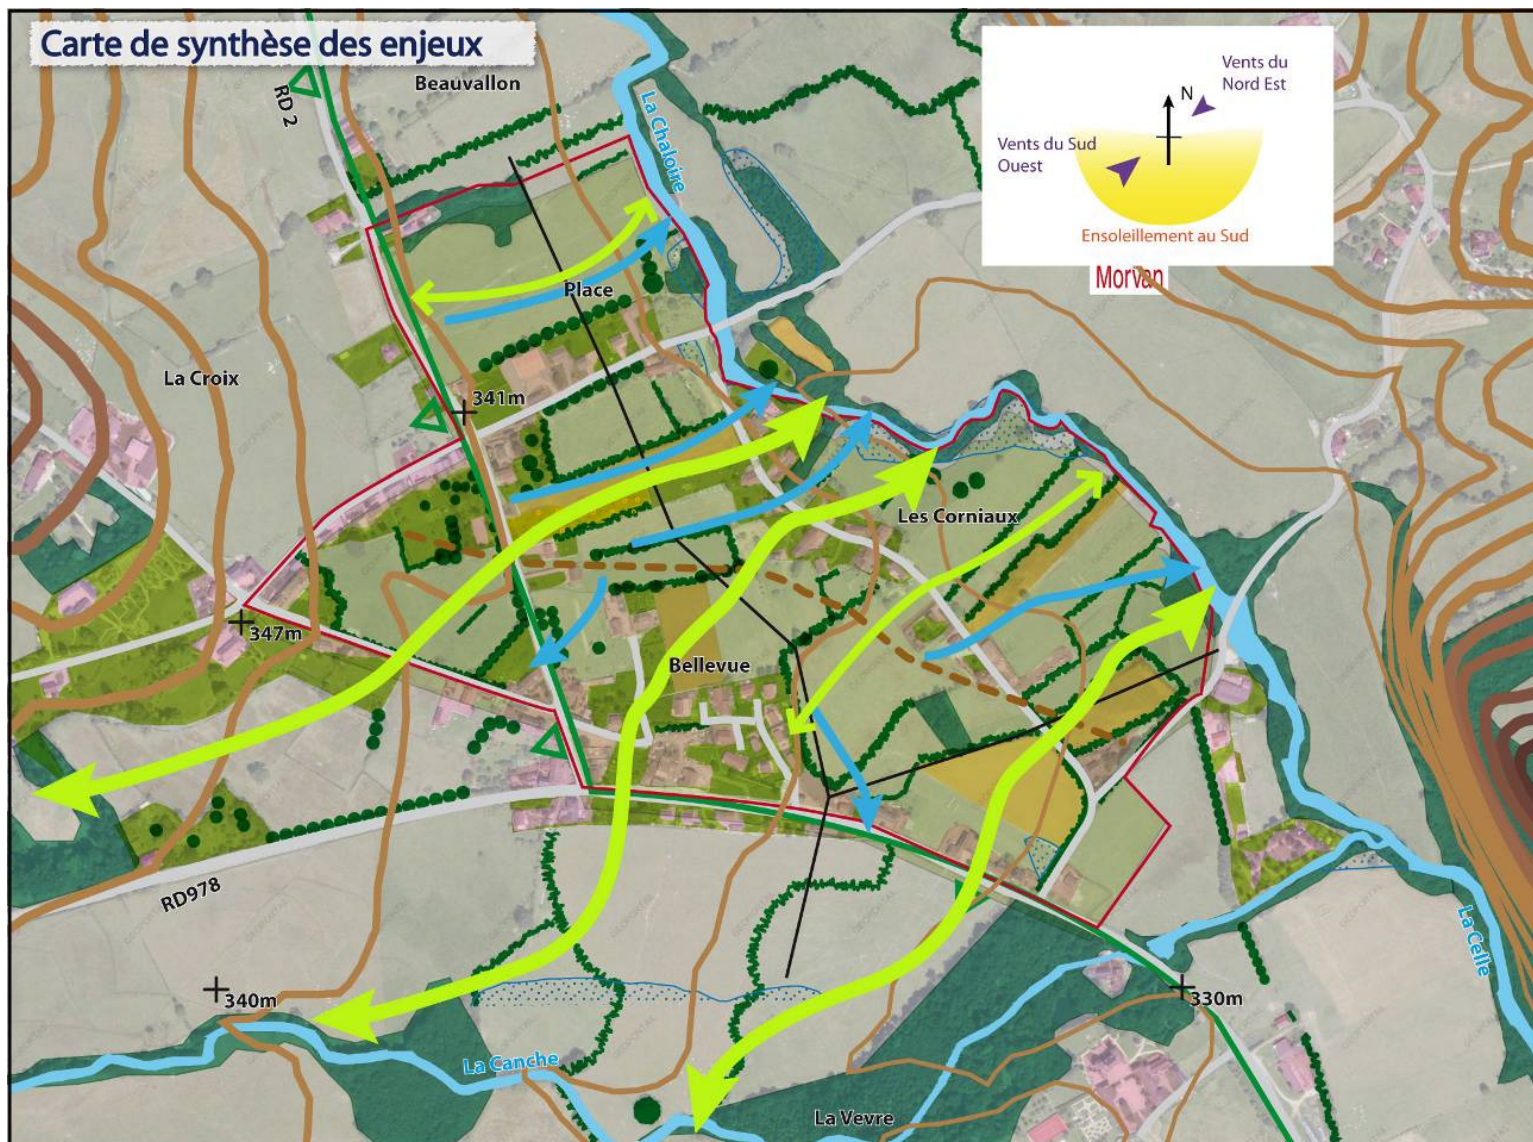 Carte de synthèse des enjeux
Beauvallon
RD 2
La Chaloire
N
Vents du
Nord Est
Vents du Sud
Ouest
Ensoleillement au Sud
Morvan
Place
La Croix
341m
Les Corniaux
347m
Bellevue
RD978
340m
La Canche
La Celle
330m
La Vevre